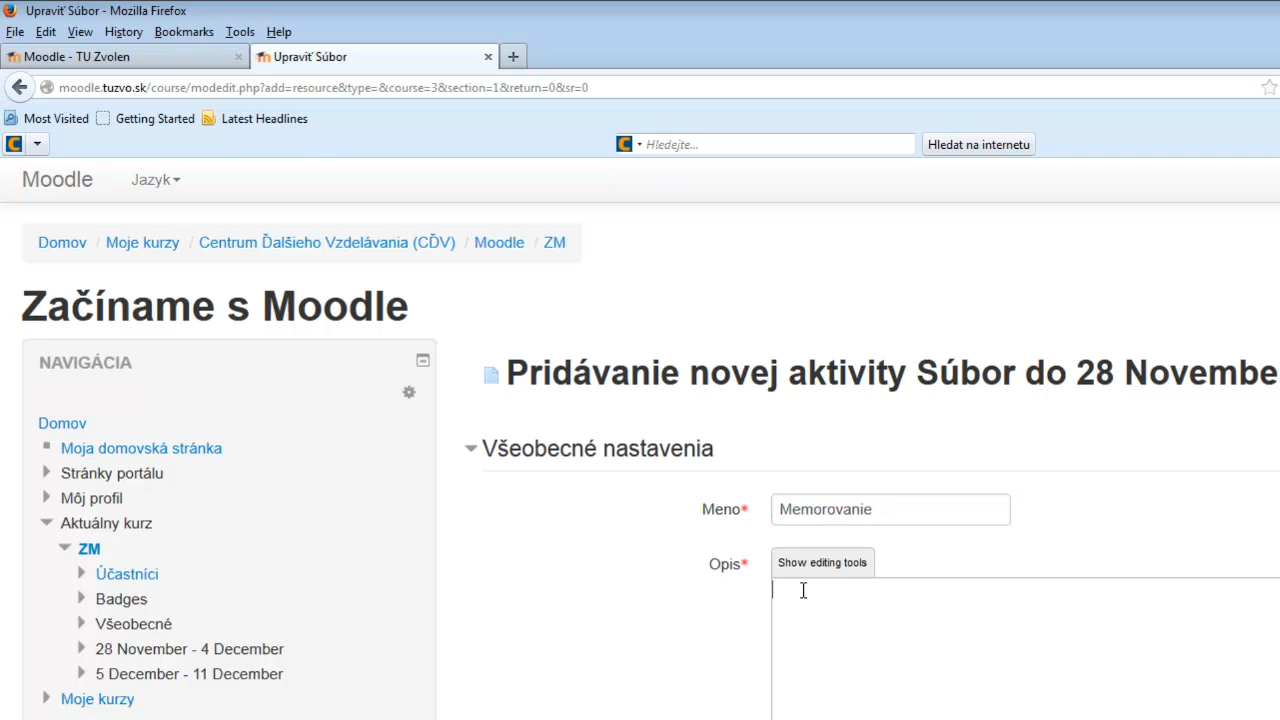 Upraviť Súbor - Mozilla Firefox
File Edit View History Bookmarks Tools Help
Moodle - TU Zvolen
Upraviť Súbor
moodle.tuzvo.sk/course/modedit.php?add=resource&type=&course=3&section=1&return=0&sr=0
Most Visited Getting Started Latest Headlines
Hledejte...
Hledat na internetu
Moodle Jazyk
Domov / Moje kurzy / Centrum Ďalšieho Vzdelávania (CĎV) / Moodle / ZM
Začíname s Moodle
NAVIGÁCIA
Domov
Moja domovská stránka
Stránky portálu
Môj profil
Aktuálny kurz
ZM
Účastníci
Badges
Všeobecné
28 November - 4 December
5 December - 11 December
Moje kurzy
Pridávanie novej aktivity Súbor do 28 Novembe
Všeobecné nastavenia
Meno* Memorovanie
Opis* Show editing tools